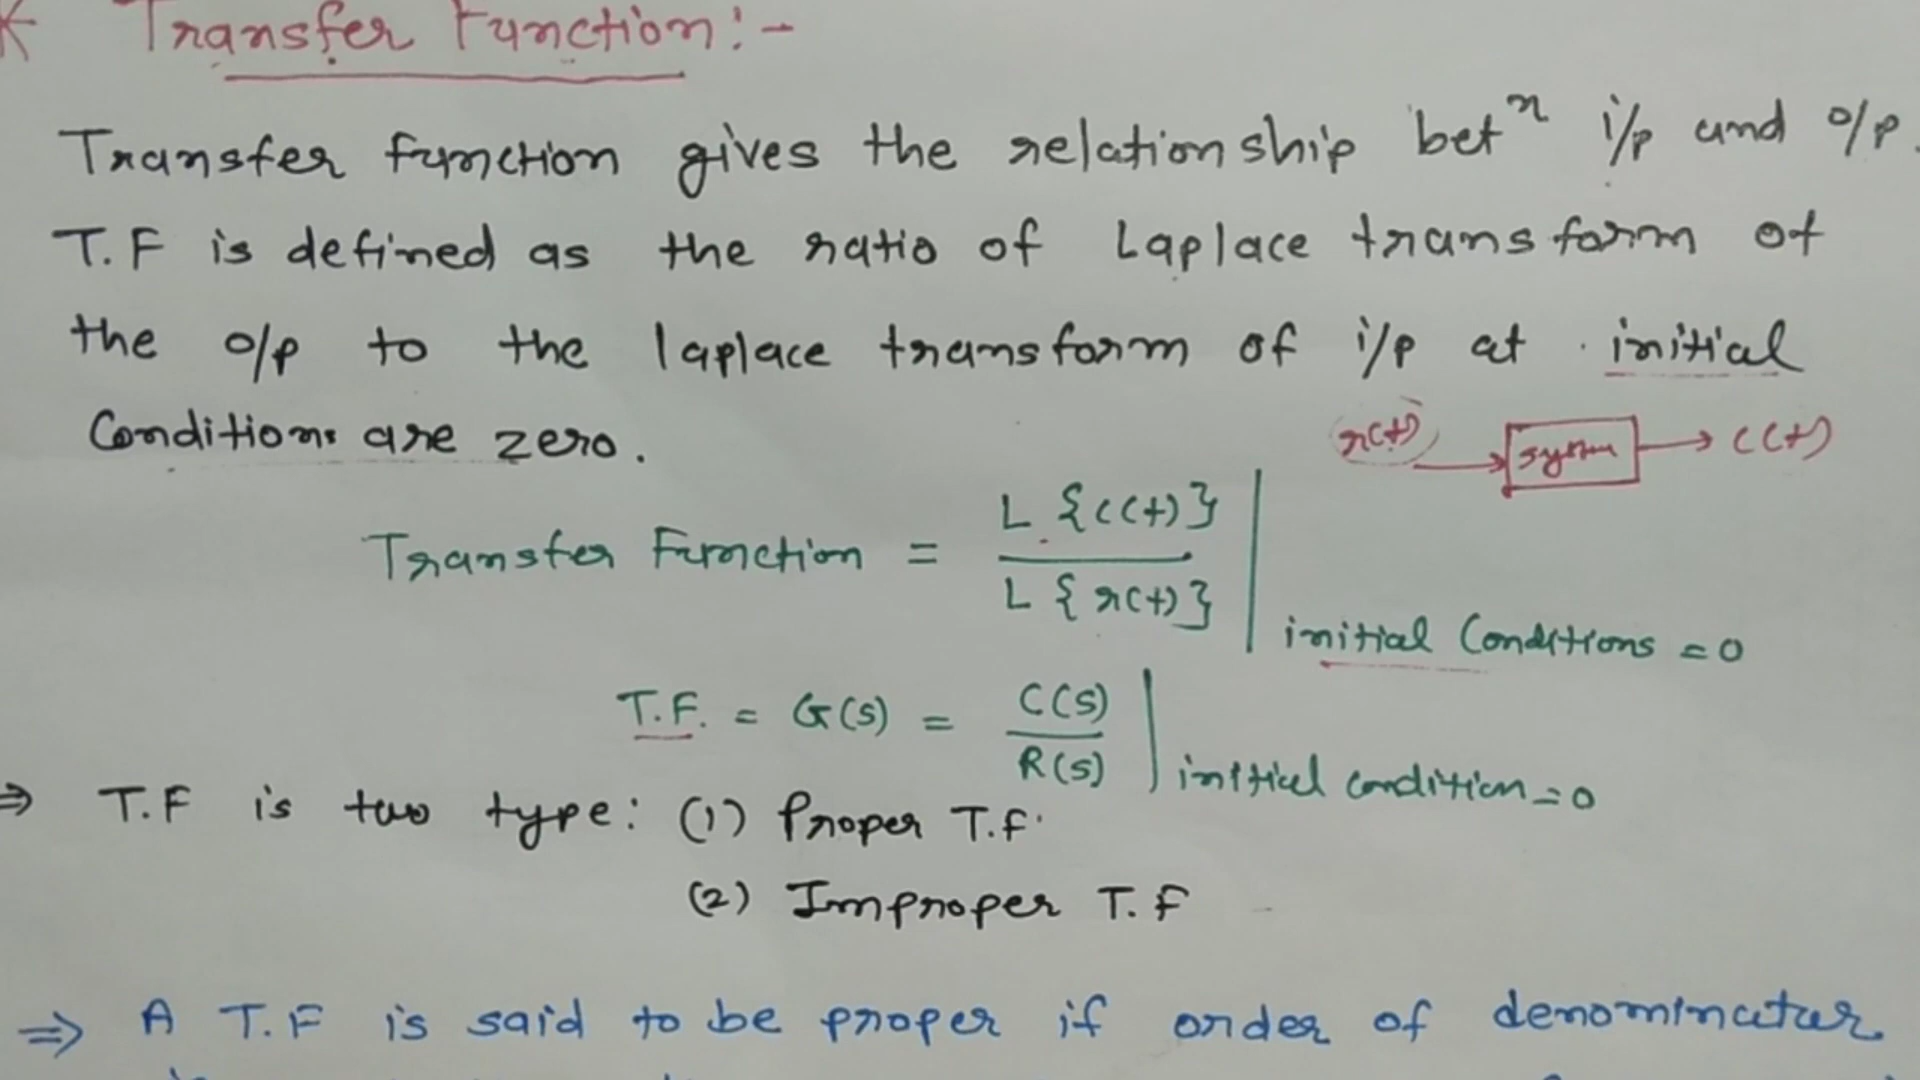 Transfer Function:-
Transfer function gives the relationship betⁿ i/p and o/p.
T.F is defined as the ratio of Laplace transform of
the o/p to the laplace transform of i/p at initial
Conditions are zero.
r(t) → system → c(t)
Transfer Function = L {c(t)} / L {r(t)} | initial Conditions = 0
T.F. = G(s) = C(s) / R(s) | initial condition = 0
⇒ T.F is two type: (1) Proper T.F.
(2) Improper T.F
⇒ A T.F is said to be proper if order of denominatur